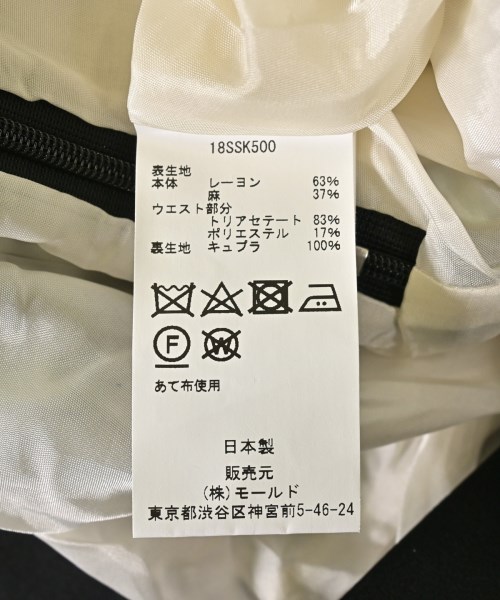 18SSK500
表生地
本体 レーヨン 63%
麻 37%
ウエスト部分
トリアセテート 83%
ポリエステル 17%
裏生地 キュプラ 100%
F W
あて布使用
日本製
販売元
(株)モールド
東京都渋谷区神宮前5-46-24